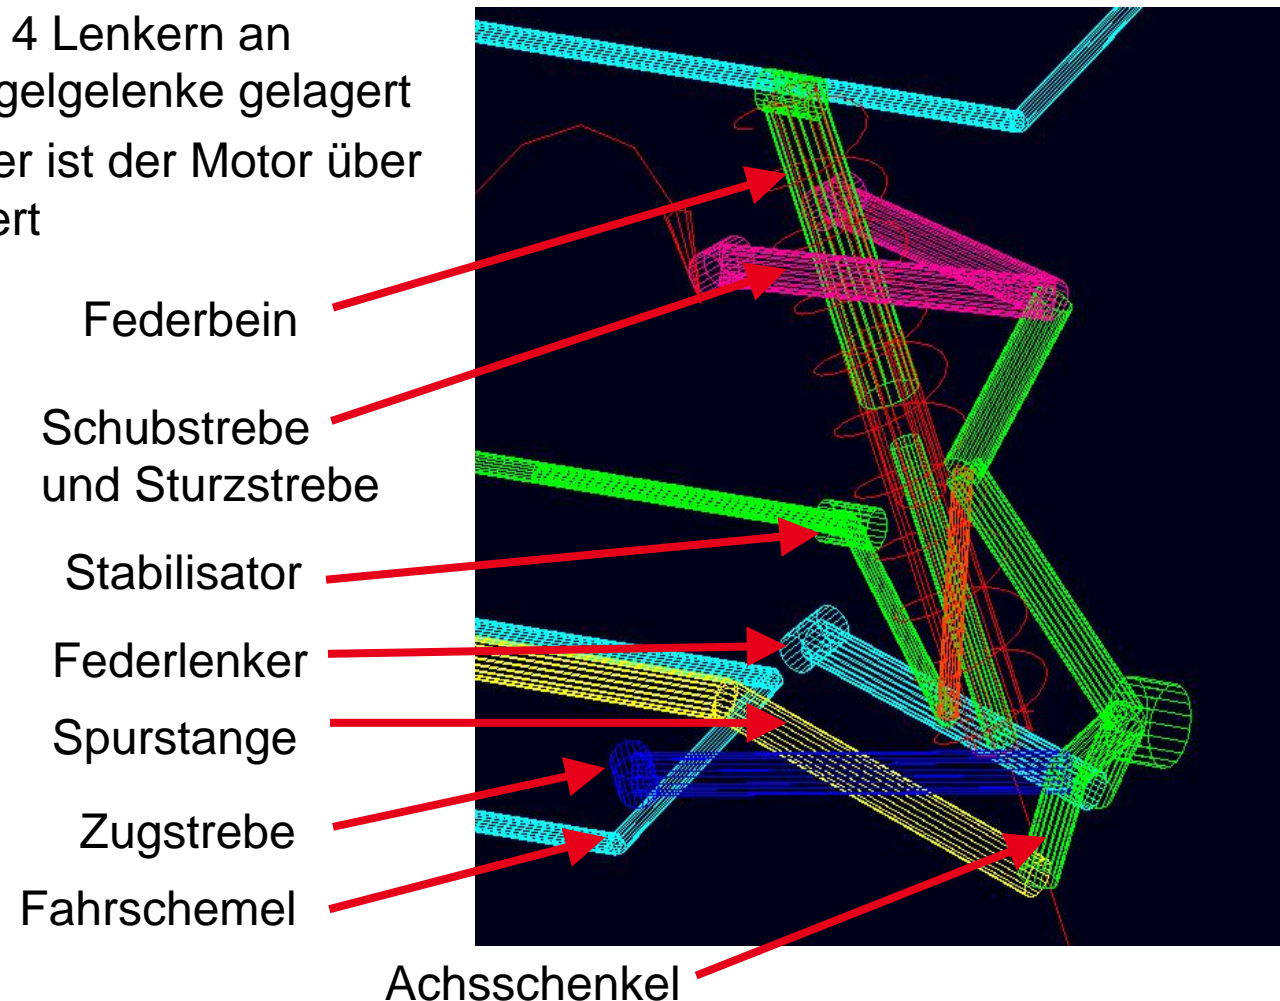 4 Lenkern an
gelgelenke gelagert
er ist der Motor über
ert
Federbein
Schubstrebe
und Sturzstrebe
Stabilisator
Federlenker
Spurstange
Zugstrebe
Fahrschemel
Achsschenkel